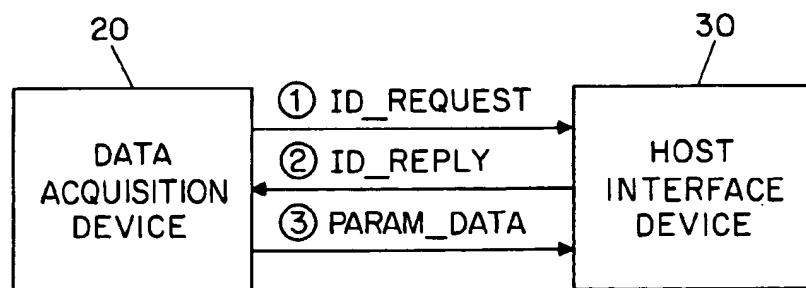 20
30
DATA
ACQUISITION
DEVICE
① ID_REQUEST
② ID_REPLY
③ PARAM_DATA
HOST
INTERFACE
DEVICE